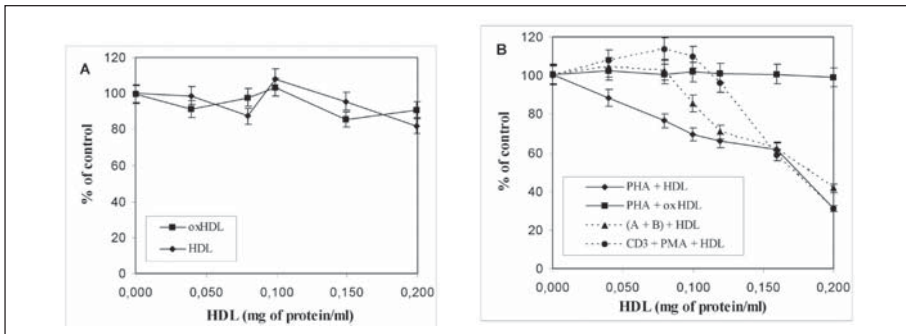 A
% of control
120
100
80
60
40
20
0
oxHDL
HDL
0,000 0,050 0,100 0,150 0,200
HDL (mg of protein/ml)
B
% of control
120
100
80
60
40
20
0
PHA + HDL
PHA + ox HDL
(A + B) + HDL
CD3 + PMA + HDL
0,000 0,050 0,100 0,150 0,200
HDL (mg of protein/ml)